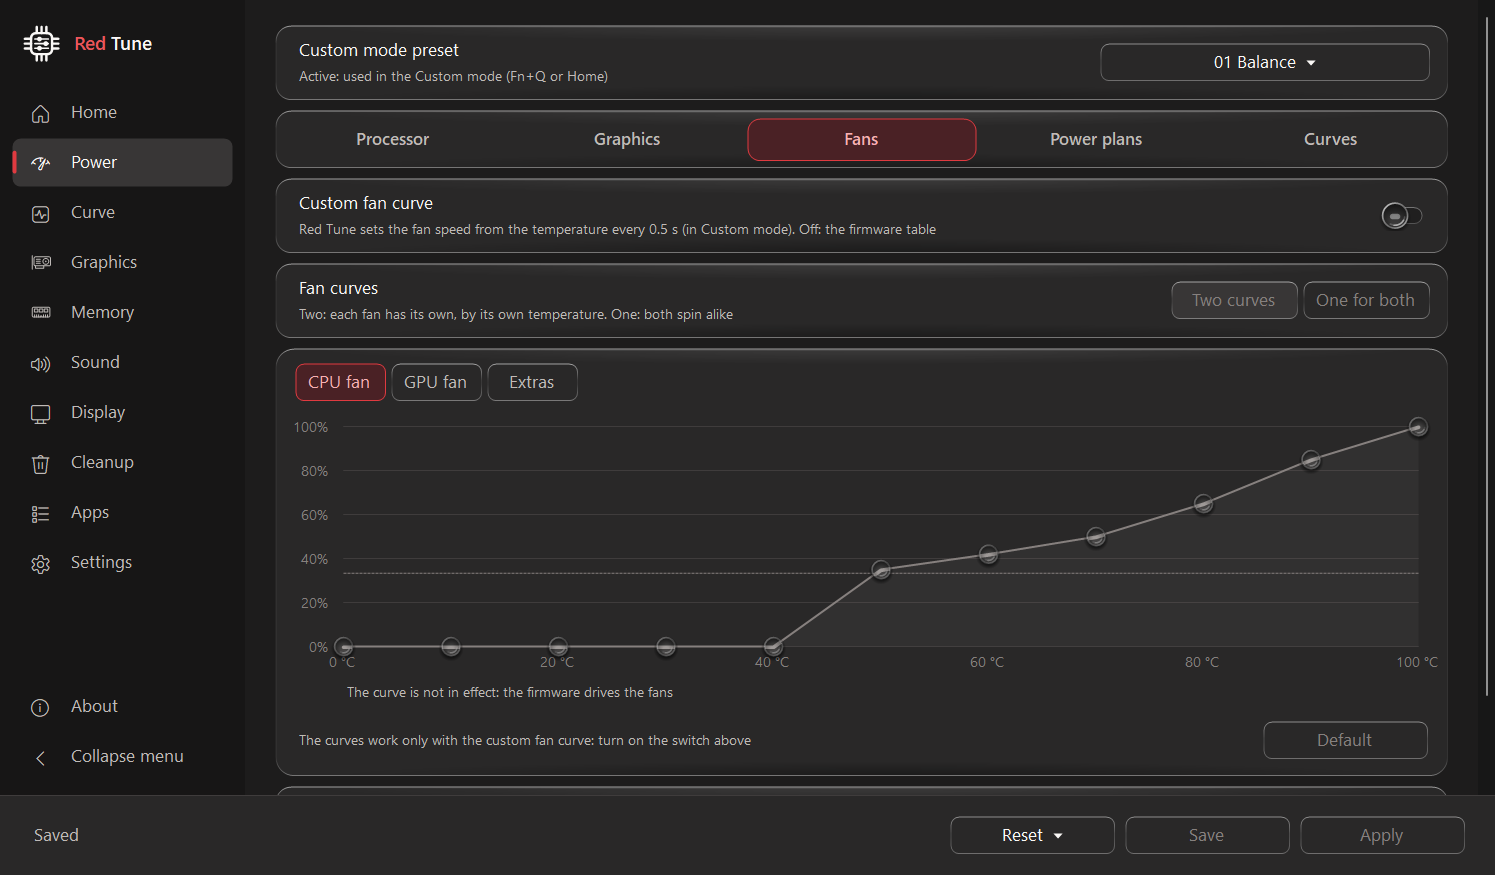 Red Tune
Home
Power
Curve
Graphics
Memory
Sound
Display
Cleanup
Apps
Settings
About
Collapse menu
Custom mode preset
Active: used in the Custom mode (Fn+Q or Home)
01 Balance
Processor
Graphics
Fans
Power plans
Curves
Custom fan curve
Red Tune sets the fan speed from the temperature every 0.5 s (in Custom mode). Off: the firmware table
Fan curves
Two: each fan has its own, by its own temperature. One: both spin alike
Two curves
One for both
CPU fan
GPU fan
Extras
100%
80%
60%
40%
20%
0%
0 °C
20 °C
40 °C
60 °C
80 °C
100 °C
The curve is not in effect: the firmware drives the fans
The curves work only with the custom fan curve: turn on the switch above
Default
Saved
Reset
Save
Apply